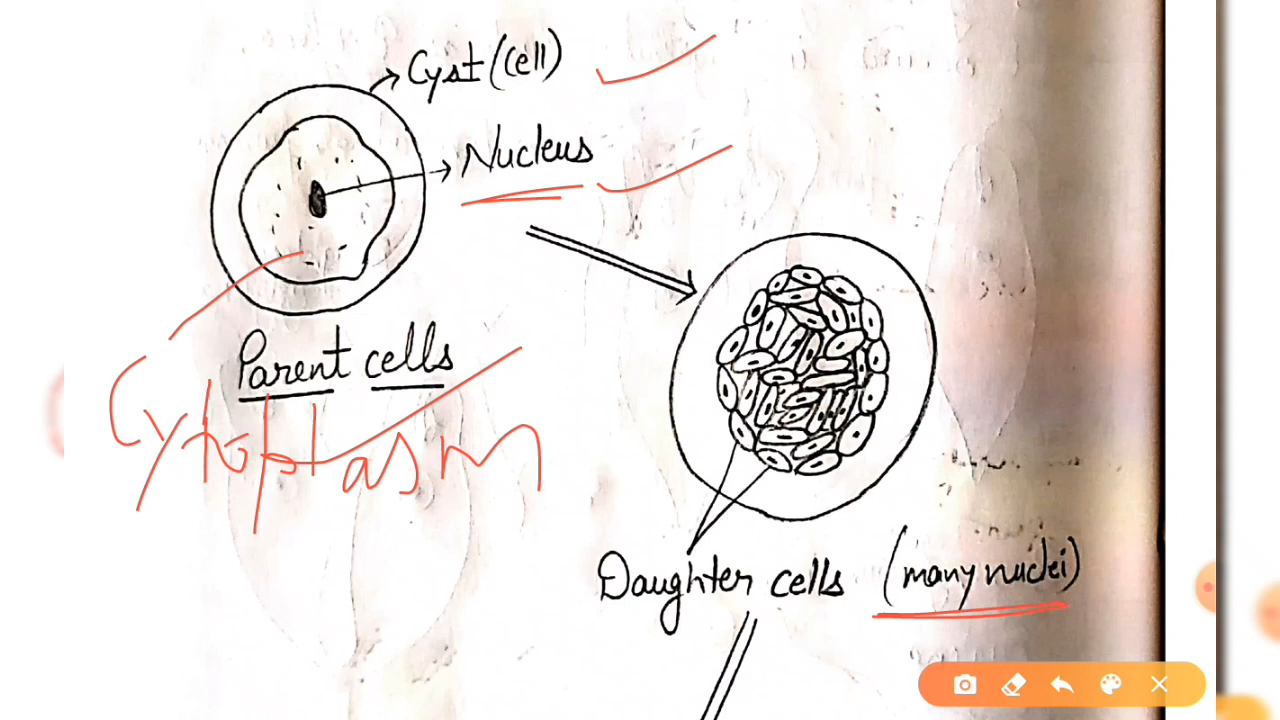 Cyst (cell)
Nucleus
Parent cells
Cytoplasm
Daughter cells (many nuclei)